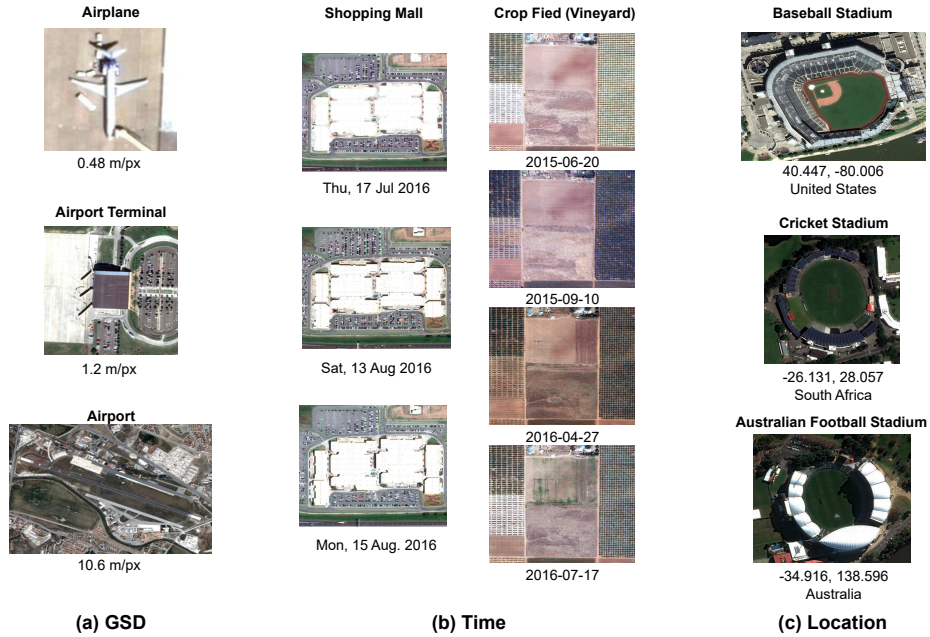 Airplane
0.48 m/px
Airport Terminal
1.2 m/px
Airport
10.6 m/px
(a) GSD
Shopping Mall
Thu, 17 Jul 2016
Sat, 13 Aug 2016
Mon, 15 Aug. 2016
Crop Fied (Vineyard)
2015-06-20
2015-09-10
2016-04-27
2016-07-17
(b) Time
Baseball Stadium
40.447, -80.006
United States
Cricket Stadium
-26.131, 28.057
South Africa
Australian Football Stadium
-34.916, 138.596
Australia
(c) Location